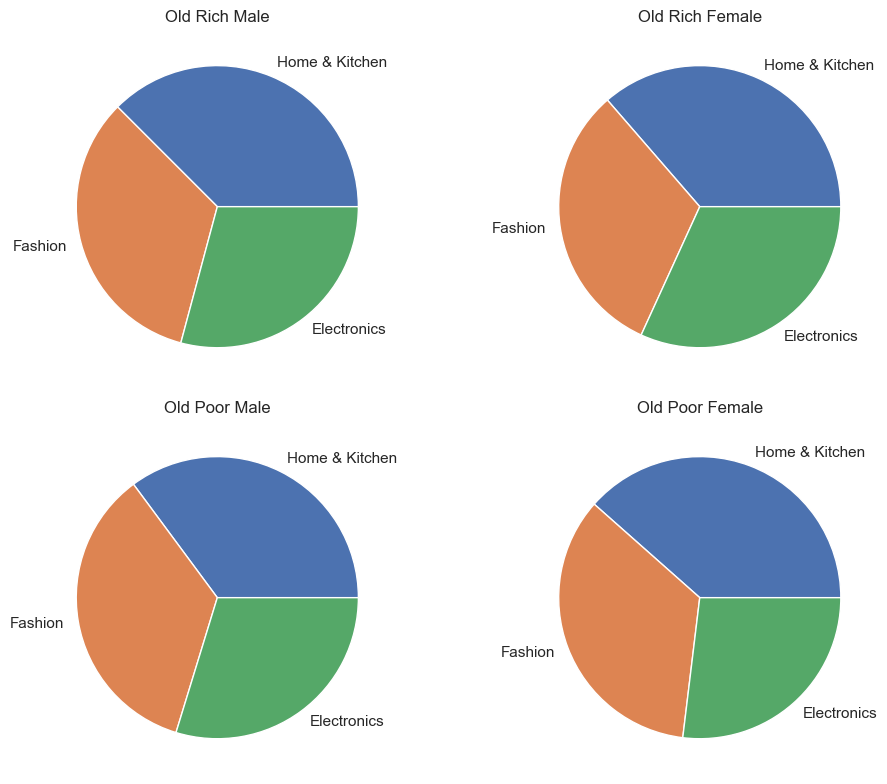 Old Rich Male
Home & Kitchen
Fashion
Electronics
Old Rich Female
Home & Kitchen
Fashion
Electronics
Old Poor Male
Home & Kitchen
Fashion
Electronics
Old Poor Female
Home & Kitchen
Fashion
Electronics